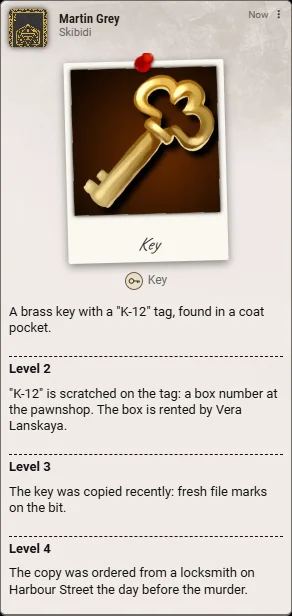 Martin Grey
Now
Skibidi
Key
Key
A brass key with a "K-12" tag, found in a coat
pocket.
Level 2
"K-12" is scratched on the tag: a box number at
the pawnshop. The box is rented by Vera
Lanskaya.
Level 3
The key was copied recently: fresh file marks
on the bit.
Level 4
The copy was ordered from a locksmith on
Harbour Street the day before the murder.